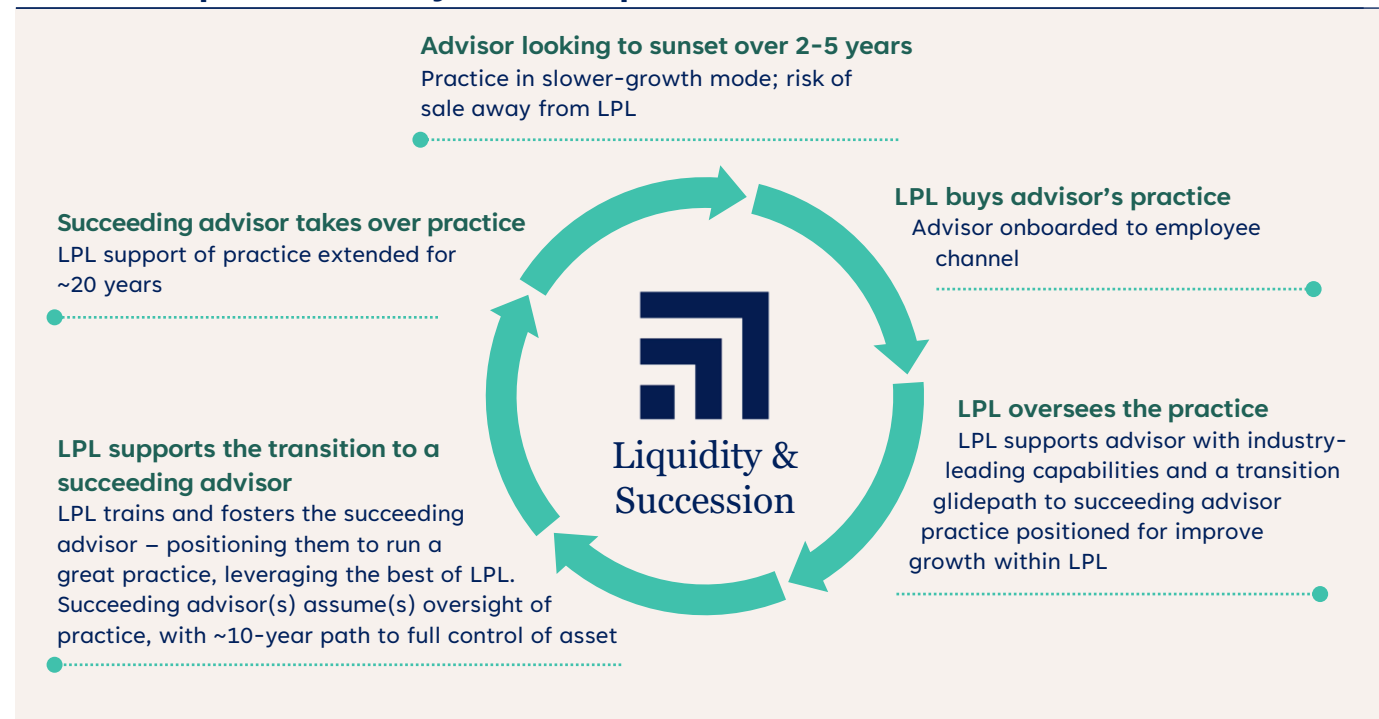 Advisor looking to sunset over 2-5 years
Practice in slower-growth mode; risk of
sale away from LPL
LPL buys advisor's practice
Advisor onboarded to employee
channel
LPL oversees the practice
LPL supports advisor with industry-
leading capabilities and a transition
glidepath to succeeding advisor
practice positioned for improve
growth within LPL
LPL supports the transition to a
succeeding advisor
LPL trains and fosters the succeeding
advisor – positioning them to run a
great practice, leveraging the best of LPL.
Succeeding advisor(s) assume(s) oversight of
practice, with ~10-year path to full control of asset
Succeeding advisor takes over practice
LPL support of practice extended for
~20 years
Liquidity &
Succession